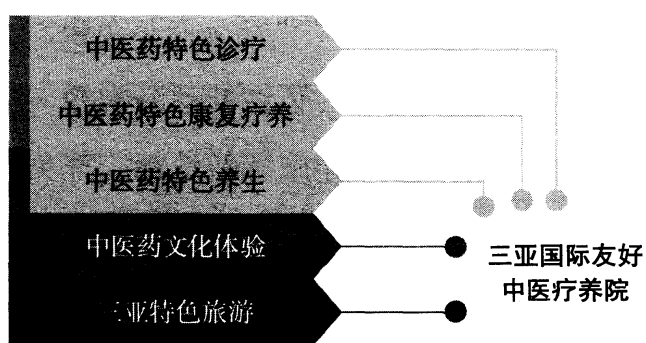 中医药特色诊疗
中医药特色康复疗养
中医药特色养生
中医药文化体验
三亚特色旅游
三亚国际友好
中医疗养院